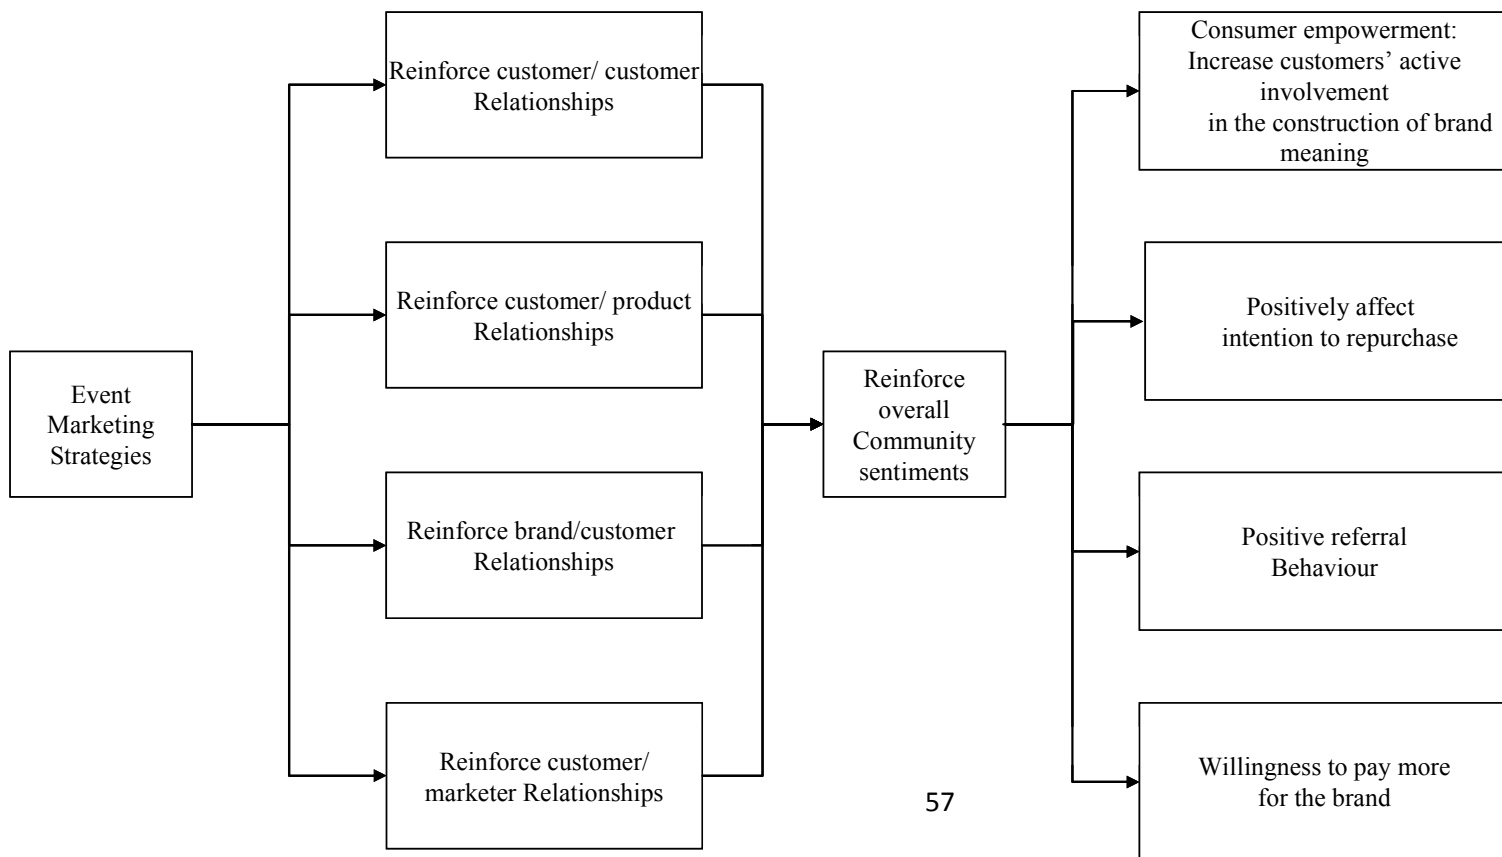 Event
Marketing
Strategies
Reinforce customer/ customer
Relationships
Reinforce customer/ product
Relationships
Reinforce brand/customer
Relationships
Reinforce customer/
marketer Relationships
Reinforce
overall
Community
sentiments
Consumer empowerment:
Increase customers’ active
involvement
in the construction of brand
meaning
Positively affect
intention to repurchase
Positive referral
Behaviour
Willingness to pay more
for the brand
57